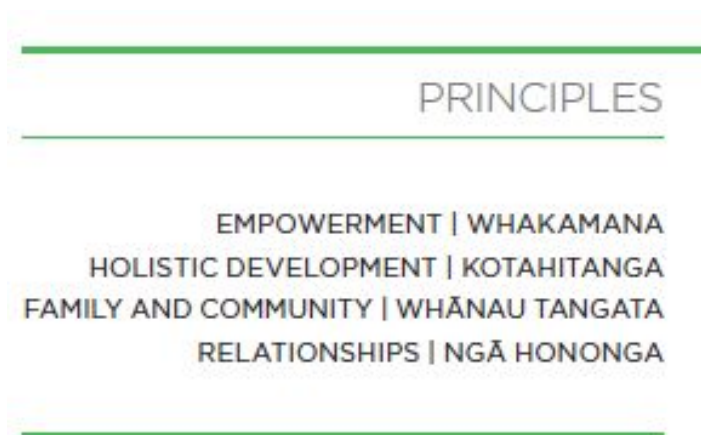 PRINCIPLES
EMPOWERMENT | WHAKAMANA
HOLISTIC DEVELOPMENT | KOTAHITANGA
FAMILY AND COMMUNITY | WHĀNAU TANGATA
RELATIONSHIPS | NGĀ HONONGA